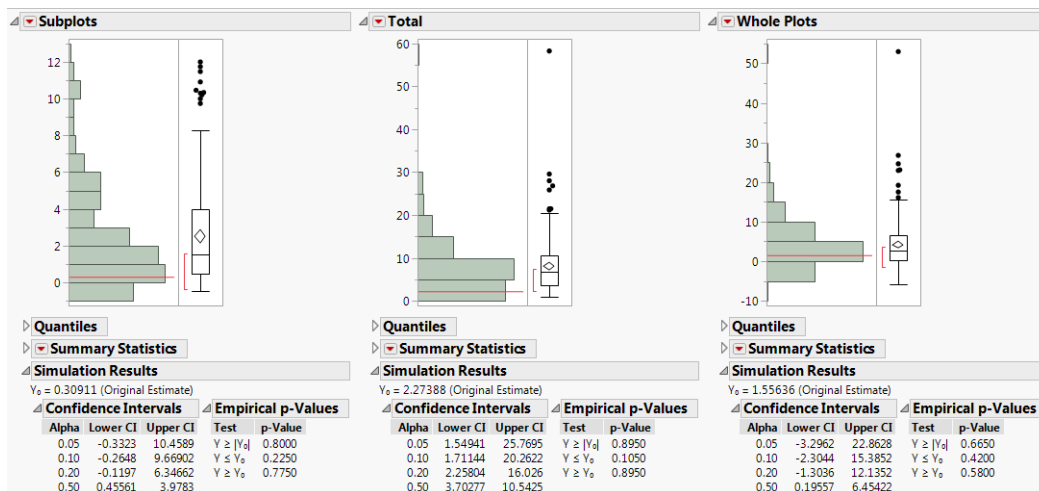 Subplots
12
10
8
6
4
2
0
Quantiles
Summary Statistics
Simulation Results
Y₀ = 0.30911 (Original Estimate)
Confidence Intervals
Alpha Lower CI Upper CI
0.05 -0.3323 10.4589
0.10 -0.2648 9.66902
0.20 -0.1197 6.34662
0.50 0.45561 3.9783
Empirical p-Values
Test p-Value
Y ≥ |Y₀| 0.8000
Y ≤ Y₀ 0.2250
Y ≥ Y₀ 0.7750
Total
60
50
40
30
20
10
0
Quantiles
Summary Statistics
Simulation Results
Y₀ = 2.27388 (Original Estimate)
Confidence Intervals
Alpha Lower CI Upper CI
0.05 1.54941 25.7695
0.10 1.71144 20.2622
0.20 2.25804 16.026
0.50 3.70277 10.5425
Empirical p-Values
Test p-Value
Y ≥ |Y₀| 0.8950
Y ≤ Y₀ 0.1050
Y ≥ Y₀ 0.8950
Whole Plots
50
40
30
20
10
0
-10
Quantiles
Summary Statistics
Simulation Results
Y₀ = 1.55636 (Original Estimate)
Confidence Intervals
Alpha Lower CI Upper CI
0.05 -3.2962 22.8628
0.10 -2.3044 15.3852
0.20 -1.3036 12.1352
0.50 0.19557 6.45422
Empirical p-Values
Test p-Value
Y ≥ |Y₀| 0.6650
Y ≤ Y₀ 0.4200
Y ≥ Y₀ 0.5800